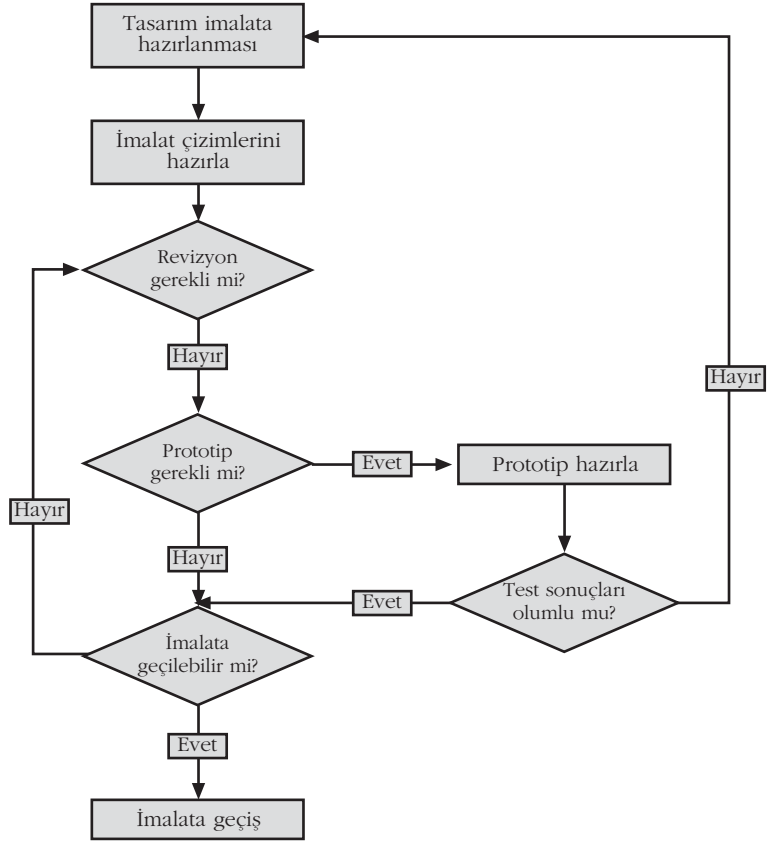 Tasarım imalata
hazırlanması
İmalat çizimlerini
hazırla
Revizyon
gerekli mi?
Hayır
Hayır
Prototip
gerekli mi?
Evet
Prototip hazırla
Hayır
Hayır
Test sonuçları
olumlu mu?
Evet
İmalata
geçilebilir mi?
Evet
İmalata geçiş